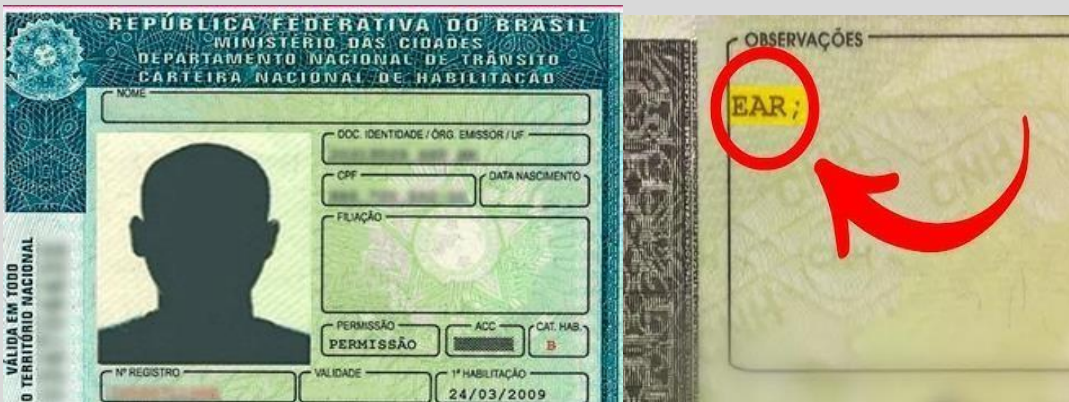 REPÚBLICA FEDERATIVA DO BRASIL
MINISTÉRIO DAS CIDADES
DEPARTAMENTO NACIONAL DE TRÂNSITO
CARTEIRA NACIONAL DE HABILITAÇÃO
NOME
DOC. IDENTIDADE / ÓRG. EMISSOR / UF
CPF
DATA NASCIMENTO
FILIAÇÃO
PERMISSÃO
ACC
CAT. HAB.
PERMISSÃO
B
Nº REGISTRO
VALIDADE
1ª HABILITAÇÃO
24/03/2009
VÁLIDA EM TODO
O TERRITÓRIO NACIONAL
OBSERVAÇÕES
EAR;